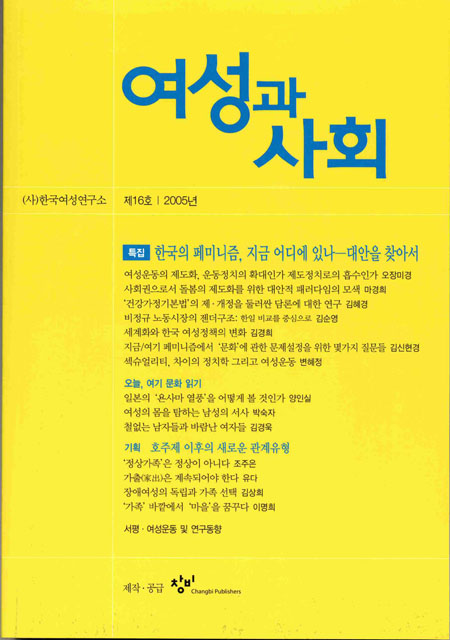 여성과
사회
(사)한국여성연구소
제16호 | 2005년
특집 한국의 페미니즘, 지금 어디에 있나—대안을 찾아서
여성운동의 제도화, 운동정치의 확대인가 제도정치로의 흡수인가 오장미경
사회권으로서 돌봄의 제도화를 위한 대안적 패러다임의 모색 마경희
‘건강가정기본법’의 제·개정을 둘러싼 담론에 대한 연구 김혜경
비정규 노동시장의 젠더구조: 한일 비교를 중심으로 김순영
세계화와 한국 여성정책의 변화 김경희
지금/여기 페미니즘에서 ‘문화’에 관한 문제설정을 위한 몇가지 질문들 김신현경
섹슈얼리티, 차이의 정치학 그리고 여성운동 변혜정
오늘, 여기 문화 읽기
일본의 ‘욘사마 열풍’을 어떻게 볼 것인가 양인실
여성의 몸을 탐하는 남성의 서사 박숙자
철없는 남자들과 바람난 여자들 김경욱
기획 호주제 이후의 새로운 관계유형
‘정상가족’은 정상이 아니다 조주은
가출(家出)은 계속되어야 한다 유다
장애여성의 독립과 가족 선택 김상희
‘가족’ 바깥에서 ‘마을’을 꿈꾸다 이명희
서평·여성운동 및 연구동향
제작·공급 창비 Changbi Publishers